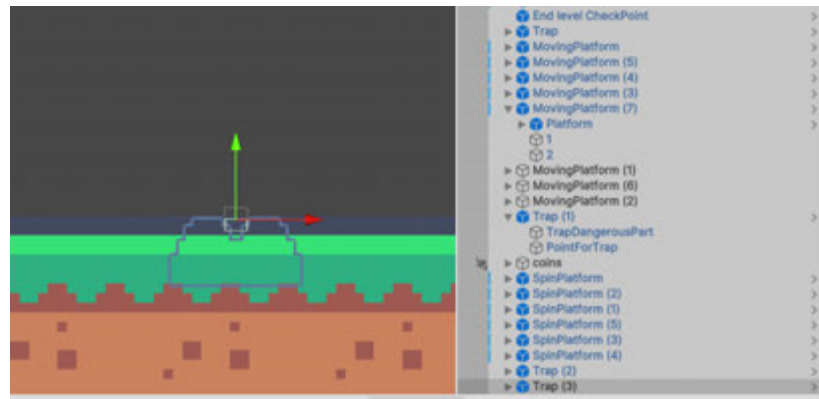 End level CheckPoint
Trap
MovingPlatform
MovingPlatform (5)
MovingPlatform (4)
MovingPlatform (3)
MovingPlatform (7)
Platform
1
2
MovingPlatform (1)
MovingPlatform (6)
MovingPlatform (2)
Trap (1)
TrapDangerousPart
PointForTrap
coins
SpinPlatform
SpinPlatform (2)
SpinPlatform (1)
SpinPlatform (5)
SpinPlatform (3)
SpinPlatform (4)
Trap (2)
Trap (3)